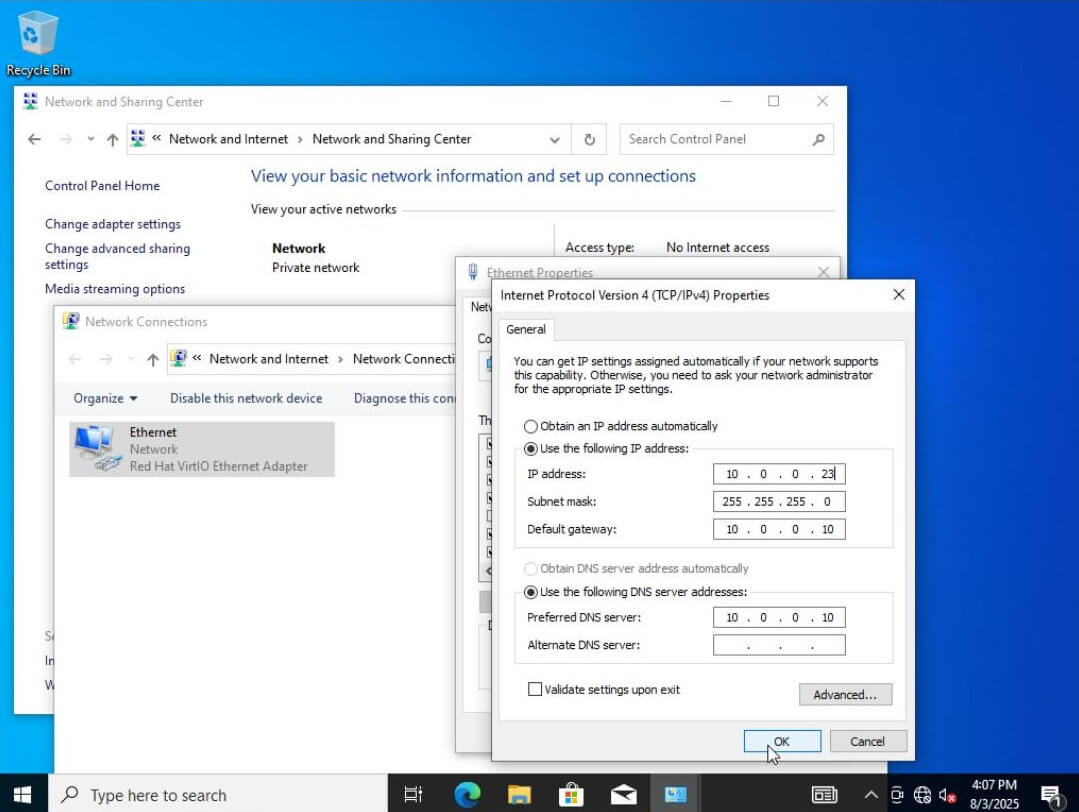 Recycle Bin
Network and Sharing Center
« Network and Internet › Network and Sharing Center
Search Control Panel
Control Panel Home
Change adapter settings
Change advanced sharing
settings
Media streaming options
View your basic network information and set up connections
View your active networks
Network
Private network
Access type: No Internet access
Ethernet Properties
Network Connections
« Network and Internet › Network Connecti
Organize
Disable this network device
Diagnose this con
Ethernet
Network
Red Hat VirtIO Ethernet Adapter
Internet Protocol Version 4 (TCP/IPv4) Properties
General
You can get IP settings assigned automatically if your network supports
this capability. Otherwise, you need to ask your network administrator
for the appropriate IP settings.
Obtain an IP address automatically
Use the following IP address:
IP address: 10 . 0 . 0 . 23
Subnet mask: 255 . 255 . 255 . 0
Default gateway: 10 . 0 . 0 . 10
Obtain DNS server address automatically
Use the following DNS server addresses:
Preferred DNS server: 10 . 0 . 0 . 10
Alternate DNS server: . . .
Validate settings upon exit
Advanced...
OK
Cancel
Type here to search
4:07 PM
8/3/2025
1